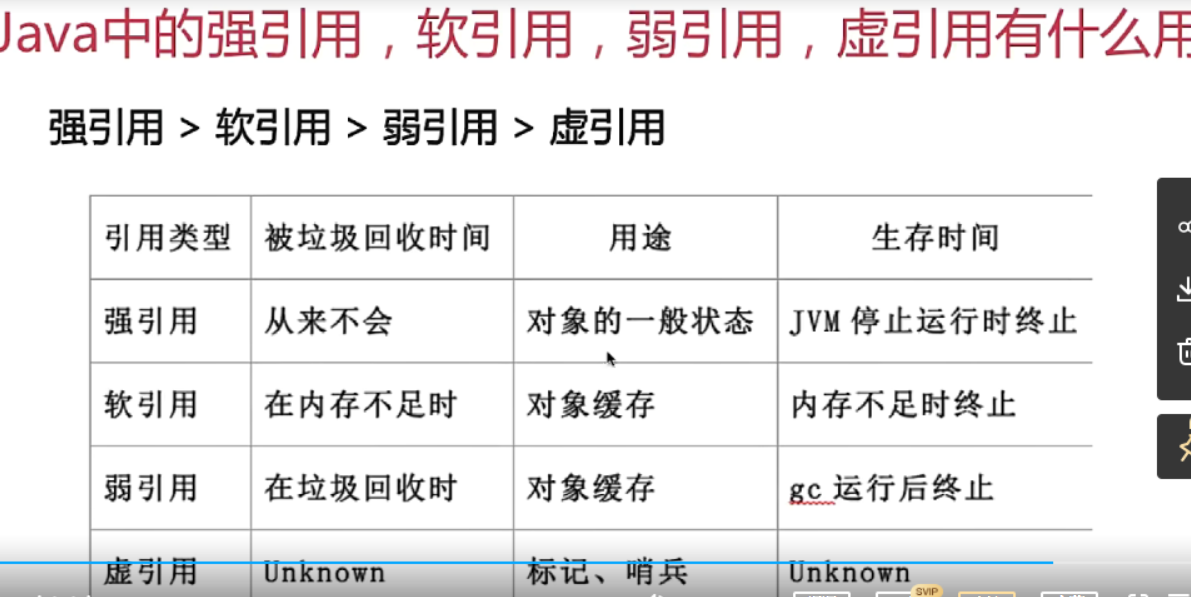 Java中的强引用，软引用，弱引用，虚引用有什么用
强引用 > 软引用 > 弱引用 > 虚引用
引用类型 被垃圾回收时间 用途 生存时间
强引用 从来不会 对象的一般状态 JVM 停止运行时终止
软引用 在内存不足时 对象缓存 内存不足时终止
弱引用 在垃圾回收时 对象缓存 gc 运行后终止
虚引用 Unknown 标记、哨兵 Unknown
SVIP